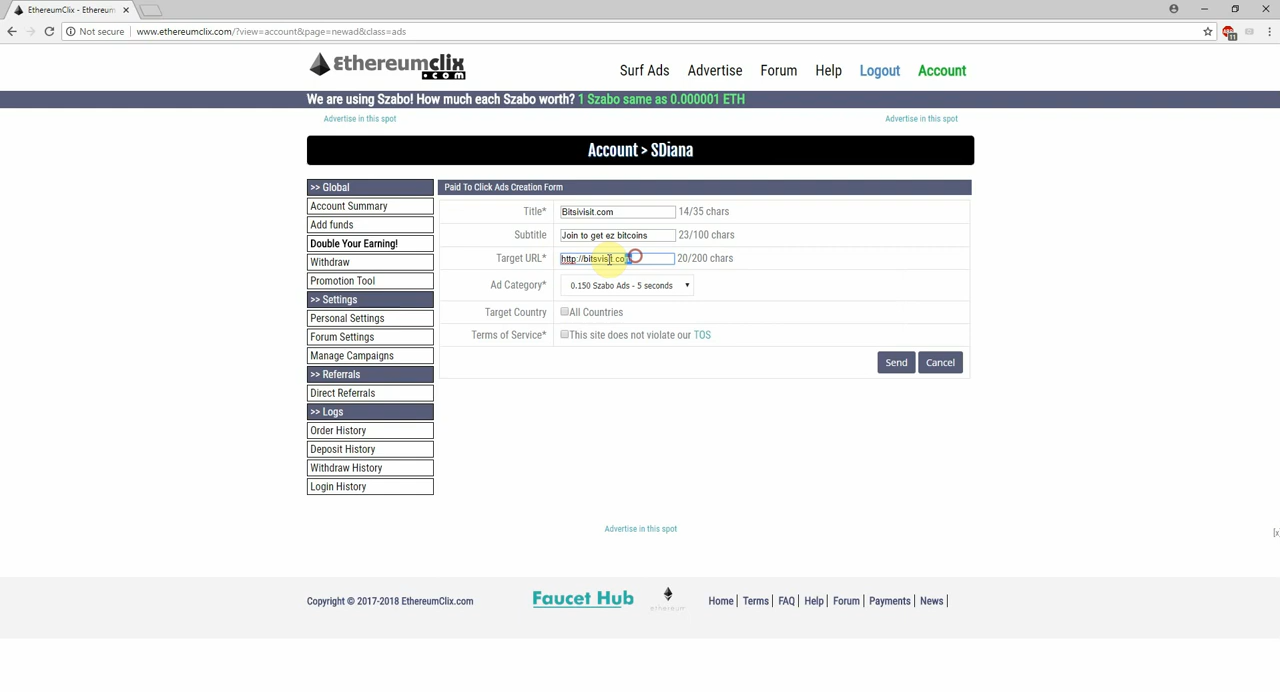 EthereumClix - Ethereum
Not secure | www.ethereumclix.com/?view=account&page=newad&class=ads
11
Ethereumclix
.com
Surf Ads Advertise Forum Help Logout Account
We are using Szabo! How much each Szabo worth? 1 Szabo same as 0.000001 ETH
Advertise in this spot Advertise in this spot
Account > SDiana
>> Global
Account Summary
Add funds
Double Your Earning!
Withdraw
Promotion Tool
>> Settings
Personal Settings
Forum Settings
Manage Campaigns
>> Referrals
Direct Referrals
>> Logs
Order History
Deposit History
Withdraw History
Login History
Paid To Click Ads Creation Form
Title* Bitsivisit.com 14/35 chars
Subtitle Join to get ez bitcoins 23/100 chars
Target URL* http://bitsvisit.com 20/200 chars
Ad Category* 0.150 Szabo Ads - 5 seconds
Target Country All Countries
Terms of Service* This site does not violate our TOS
Send Cancel
Advertise in this spot
[x
Copyright © 2017-2018 EthereumClix.com
Faucet Hub
ethereum
Home | Terms | FAQ | Help | Forum | Payments | News |